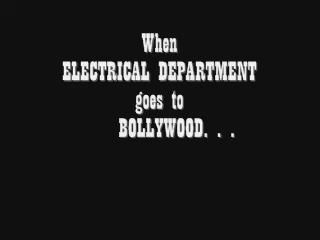 When
ELECTRICAL DEPARTMENT
goes to
BOLLYWOOD. . .